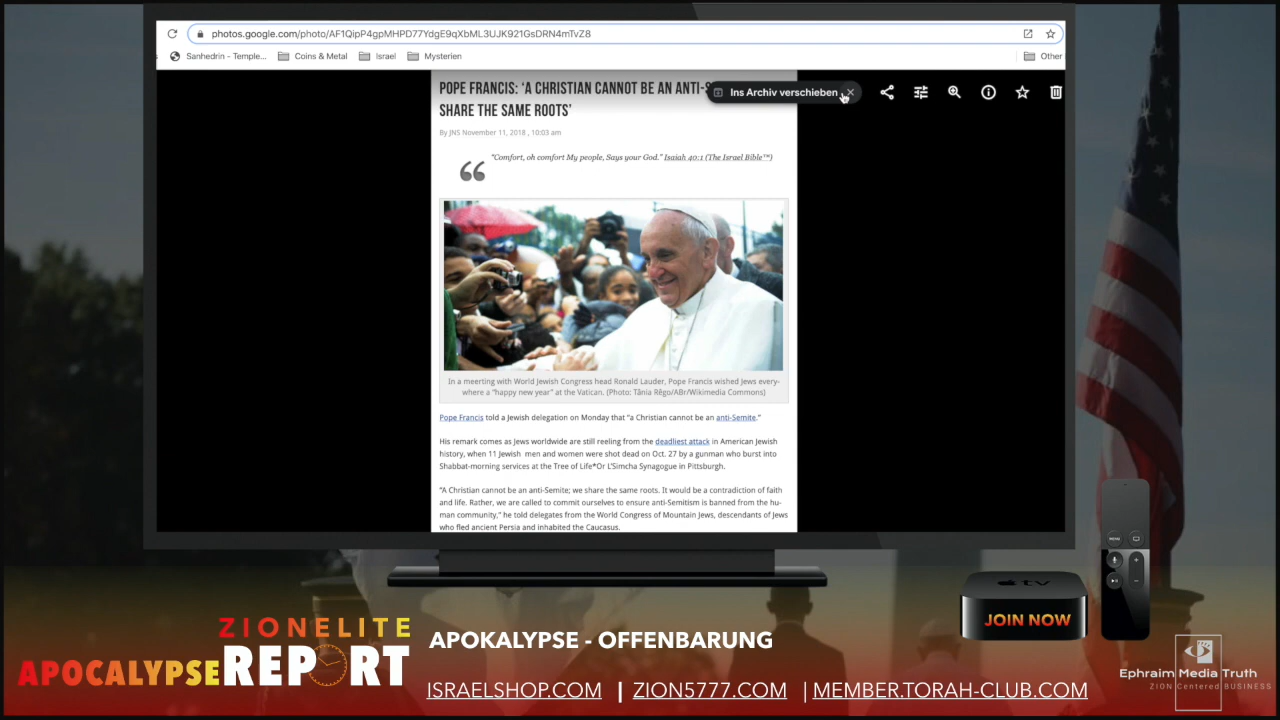 photos.google.com/photo/AF1QipP4gpMHPD77YdgE9qXbML3UJK921GsDRN4mTvZ8
Sanhedrin - Temple... Coins & Metal Israel Mysterien Other
POPE FRANCIS: ‘A CHRISTIAN CANNOT BE AN ANTI-S
Ins Archiv verschieben
SHARE THE SAME ROOTS’
By JNS November 11, 2018 , 10:03 am
“Comfort, oh comfort My people, Says your God.” Isaiah 40:1 (The Israel Bible™)
In a meerting with World Jewish Congress head Ronald Lauder, Pope Francis wished Jews every-
where a “happy new year” at the Vatican. (Photo: Tânia Rêgo/ABr/Wikimedia Commons)
Pope Francis told a Jewish delegation on Monday that “a Christian cannot be an anti-Semite.”
His remark comes as Jews worldwide are still reeling from the deadliest attack in American Jewish
history, when 11 Jewish men and women were shot dead on Oct. 27 by a gunman who burst into
Shabbat-morning services at the Tree of Life*Or L’Simcha Synagogue in Pittsburgh.
“A Christian cannot be an anti-Semite; we share the same roots. It would be a contradiction of faith
and life. Rather, we are called to commit ourselves to ensure anti-Semitism is banned from the hu-
man community,” he told delegates from the World Congress of Mountain Jews, descendants of Jews
who fled ancient Persia and inhabited the Caucasus.
MENU
tv
JOIN NOW
ZIONELITE
APOCALYPSE REPORT
APOKALYPSE - OFFENBARUNG
ISRAELSHOP.COM | ZION5777.COM | MEMBER.TORAH-CLUB.COM
Ephraim Media Truth
ZION Centered BUSINESS